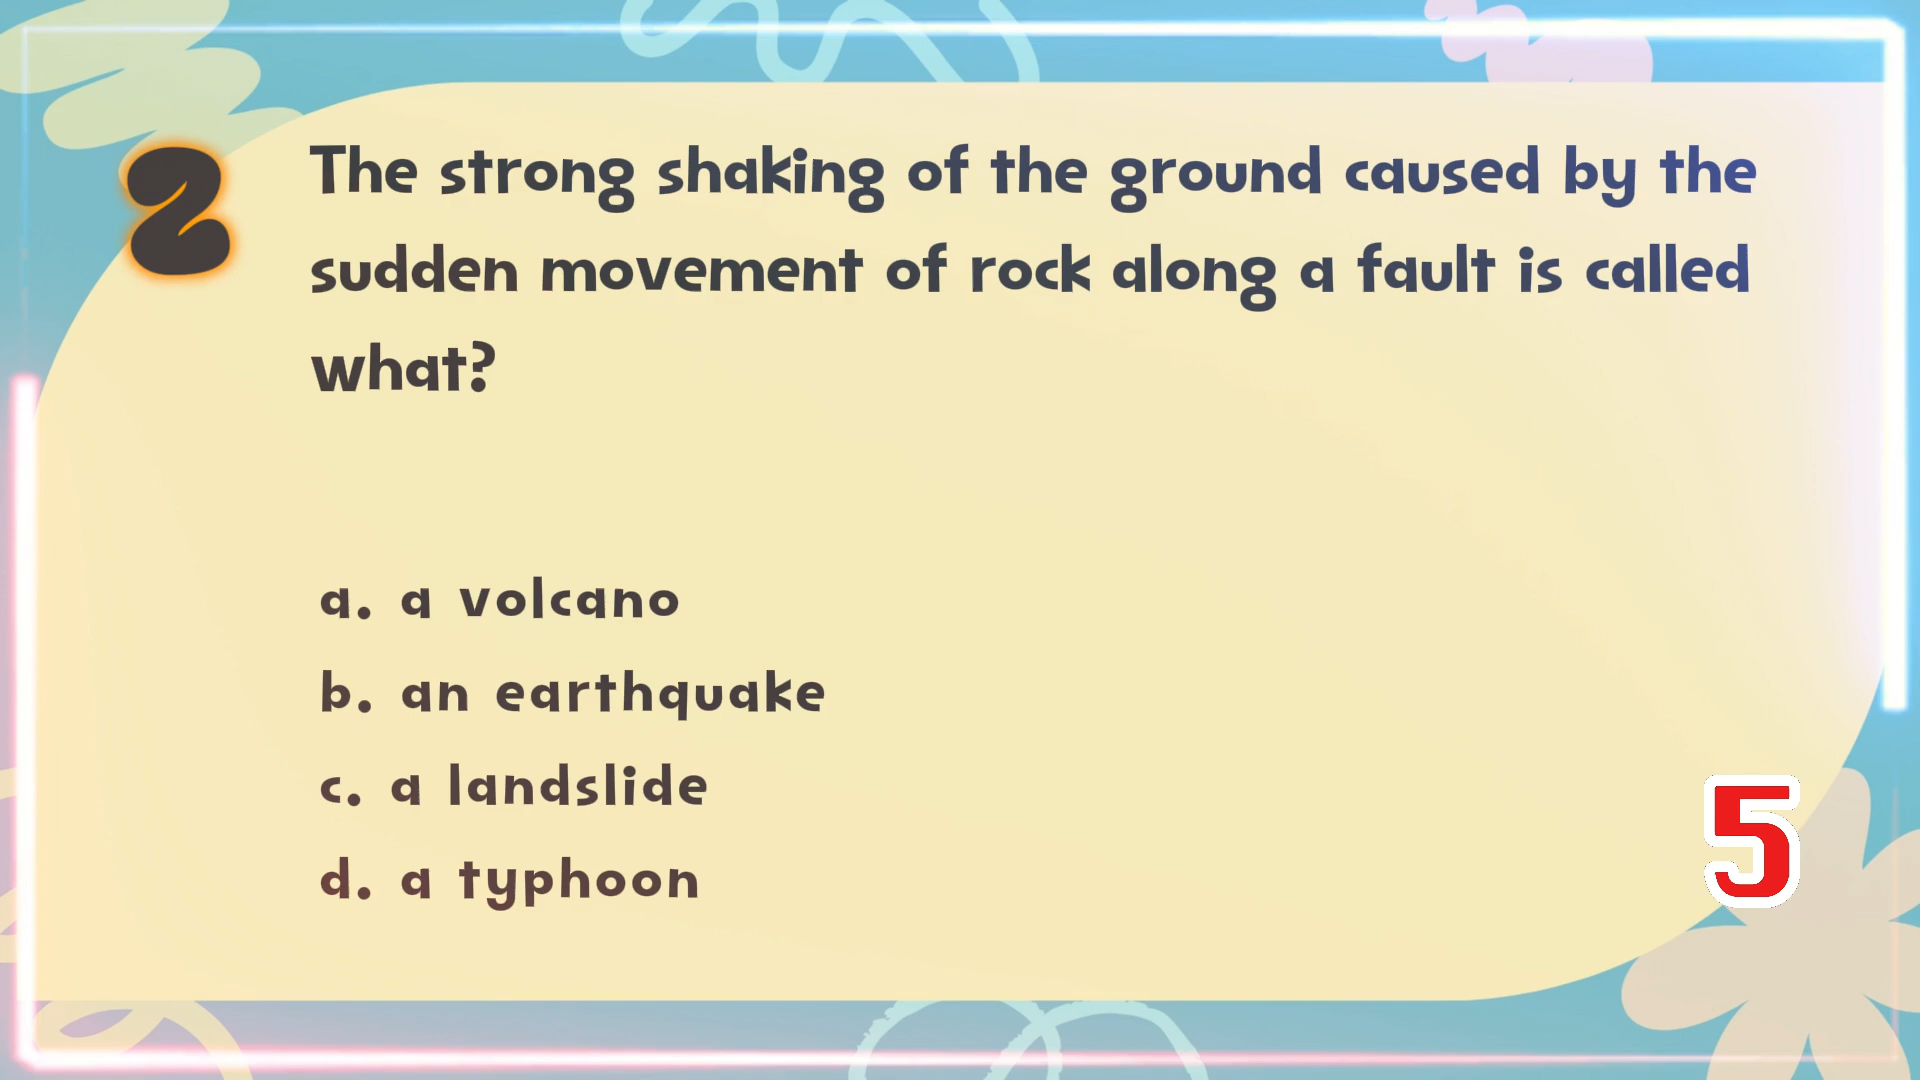 2
The strong shaking of the ground caused by the
sudden movement of rock along a fault is called
what?
a. a volcano
b. an earthquake
c. a landslide
d. a typhoon
5